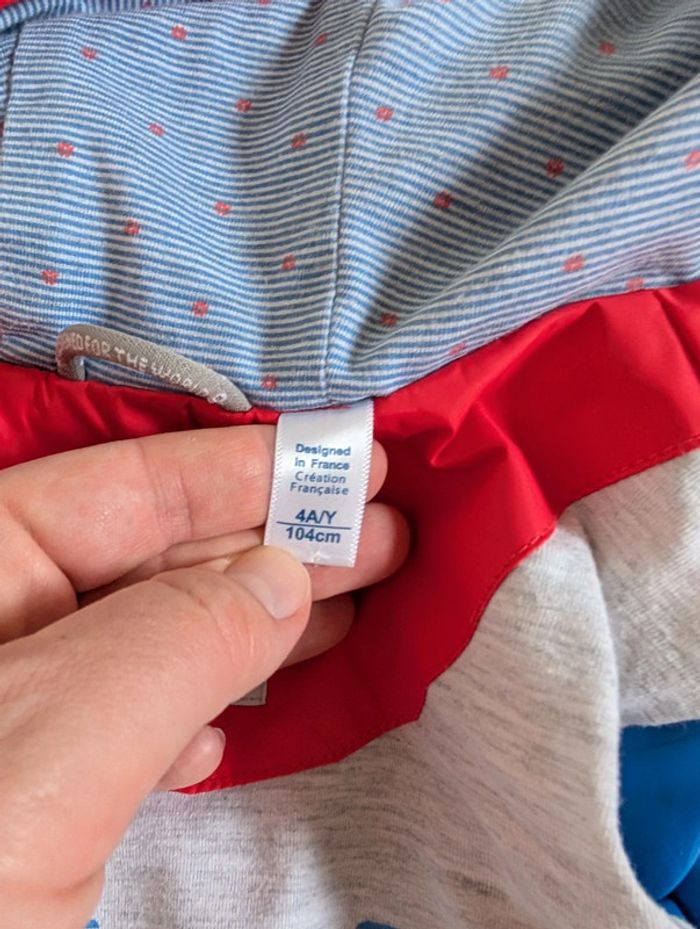 FOR THE WORLD
Designed
in France
Création
Française
4A/Y
104cm